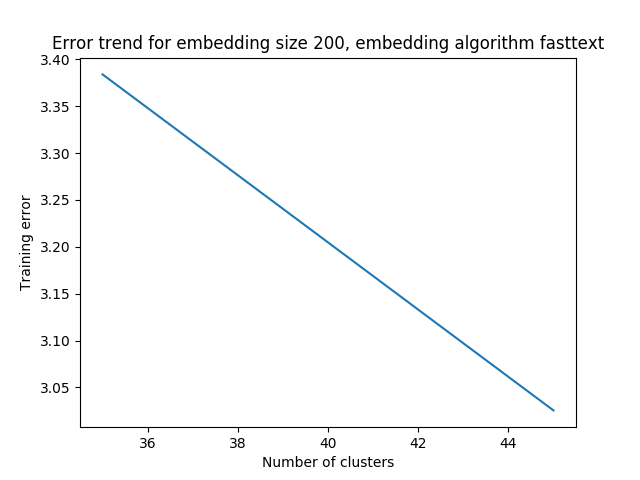 Error trend for embedding size 200, embedding algorithm fasttext
3.40
3.35
3.30
3.25
3.20
3.15
3.10
3.05
Training error
36 38 40 42 44
Number of clusters